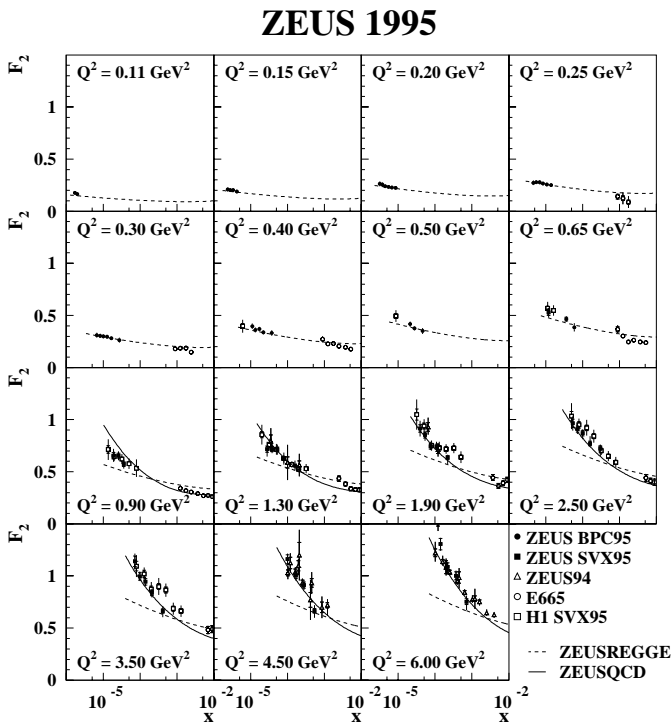 ZEUS 1995
F2
Q2 = 0.11 GeV2
Q2 = 0.15 GeV2
Q2 = 0.20 GeV2
Q2 = 0.25 GeV2
1
0.5
0
F2
Q2 = 0.30 GeV2
Q2 = 0.40 GeV2
Q2 = 0.50 GeV2
Q2 = 0.65 GeV2
1
0.5
0
F2
1
0.5
0
Q2 = 0.90 GeV2
Q2 = 1.30 GeV2
Q2 = 1.90 GeV2
Q2 = 2.50 GeV2
F2
1
0.5
0
Q2 = 3.50 GeV2
Q2 = 4.50 GeV2
Q2 = 6.00 GeV2
ZEUS BPC95
ZEUS SVX95
ZEUS94
E665
H1 SVX95
ZEUSREGGE
ZEUSQCD
10-5 10-2 10-5 10-2 10-5 10-2
x x x